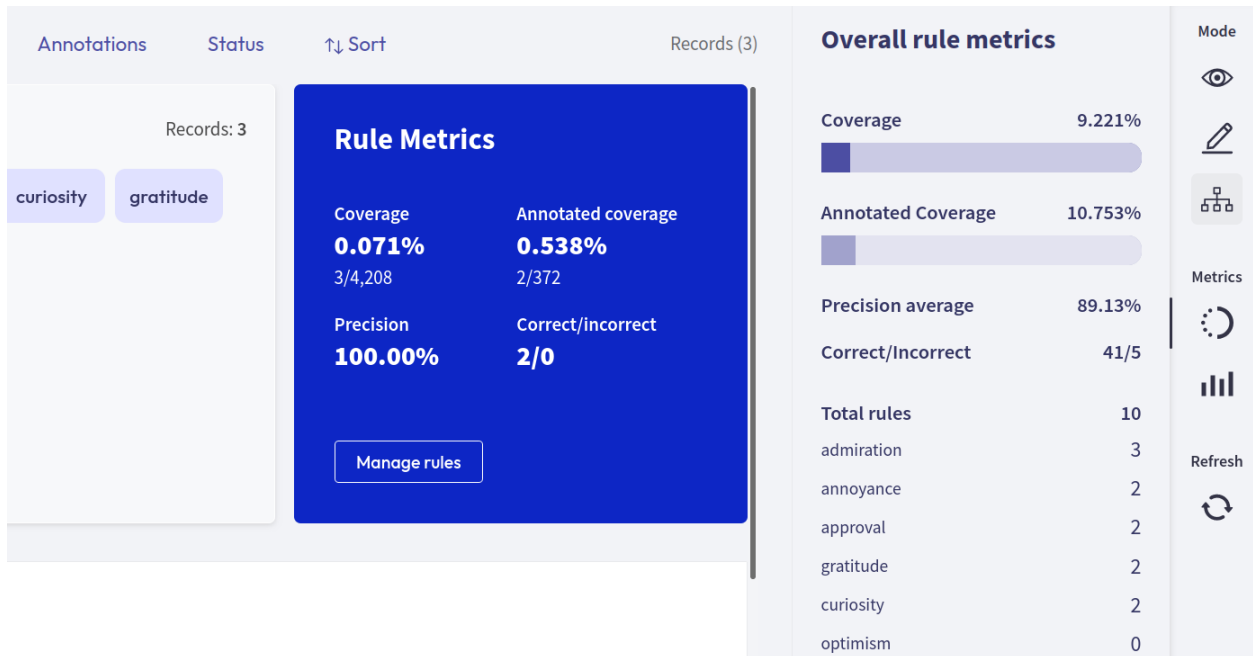 Annotations Status Sort Records (3)
Records: 3
curiosity gratitude
Rule Metrics
Coverage Annotated coverage
0.071% 0.538%
3/4,208 2/372
Precision Correct/incorrect
100.00% 2/0
Manage rules
Overall rule metrics
Coverage 9.221%
Annotated Coverage 10.753%
Precision average 89.13%
Correct/Incorrect 41/5
Total rules 10
admiration 3
annoyance 2
approval 2
gratitude 2
curiosity 2
optimism 0
Mode
Metrics
Refresh